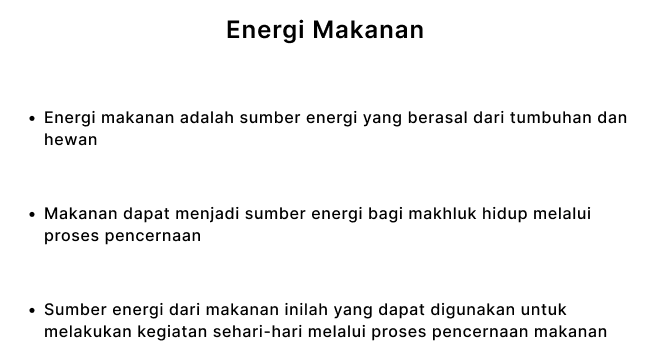 Energi Makanan
• Energi makanan adalah sumber energi yang berasal dari tumbuhan dan
hewan
• Makanan dapat menjadi sumber energi bagi makhluk hidup melalui
proses pencernaan
• Sumber energi dari makanan inilah yang dapat digunakan untuk
melakukan kegiatan sehari-hari melalui proses pencernaan makanan